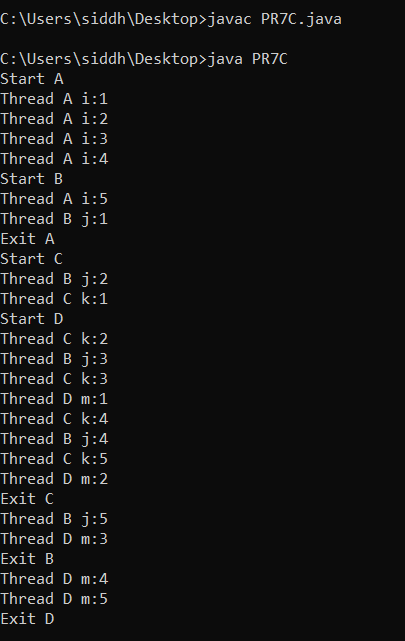 C:\Users\siddh\Desktop>javac PR7C.java
C:\Users\siddh\Desktop>java PR7C
Start A
Thread A i:1
Thread A i:2
Thread A i:3
Thread A i:4
Start B
Thread A i:5
Thread B j:1
Exit A
Start C
Thread B j:2
Thread C k:1
Start D
Thread C k:2
Thread B j:3
Thread C k:3
Thread D m:1
Thread C k:4
Thread B j:4
Thread C k:5
Thread D m:2
Exit C
Thread B j:5
Thread D m:3
Exit B
Thread D m:4
Thread D m:5
Exit D